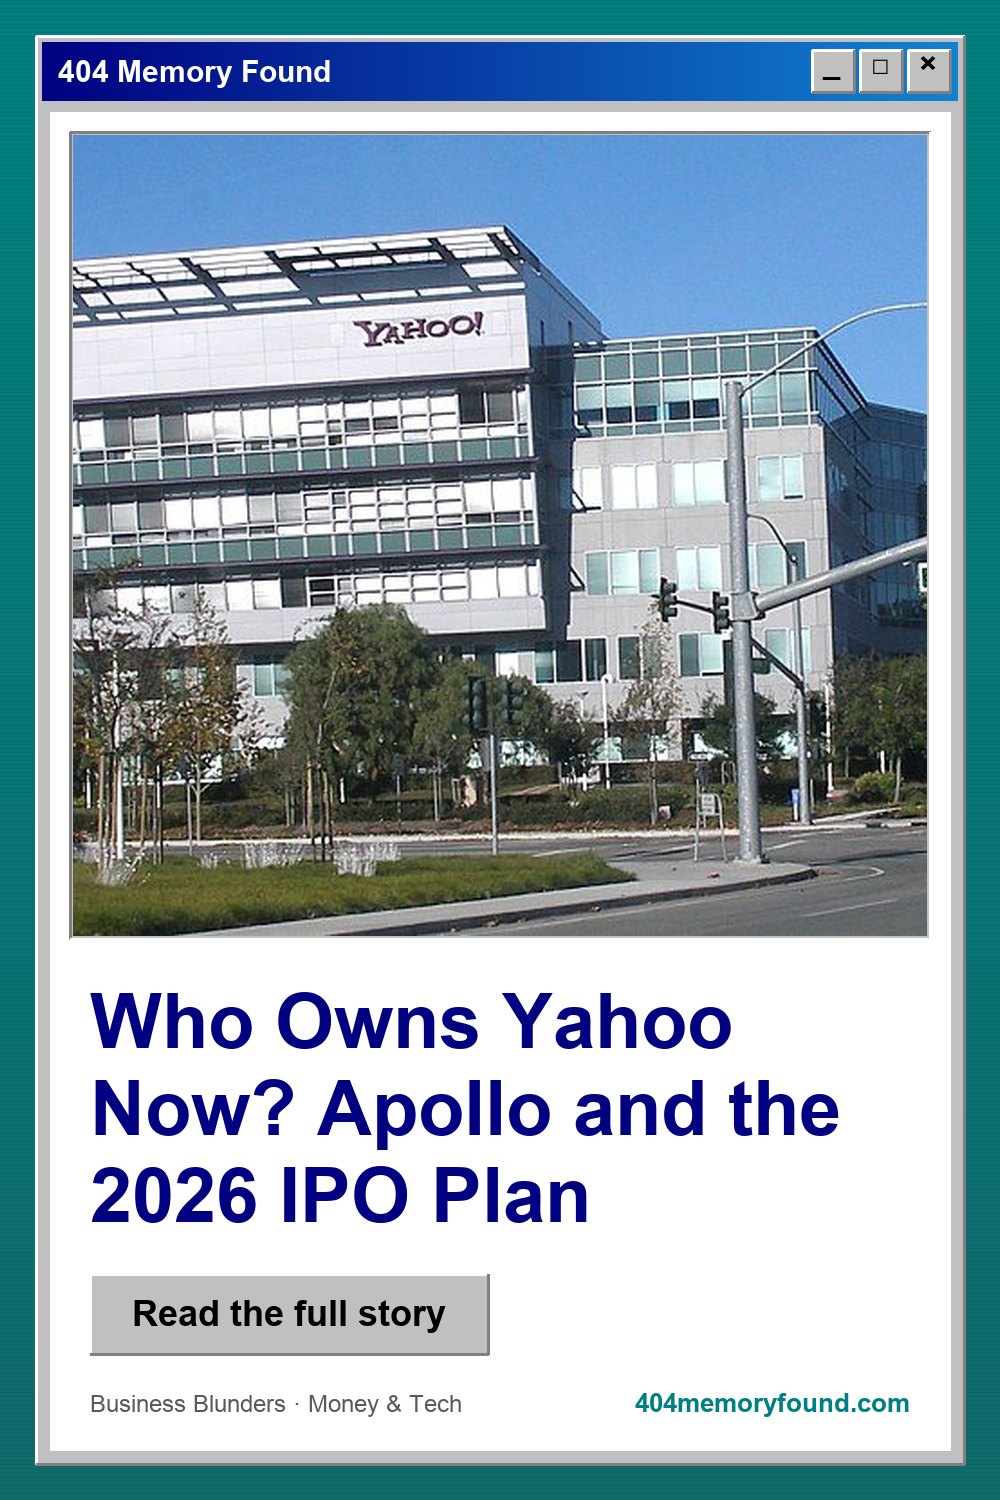 404 Memory Found
YAHOO!
Who Owns Yahoo
Now? Apollo and the
2026 IPO Plan
Read the full story
Business Blunders · Money & Tech
404memoryfound.com